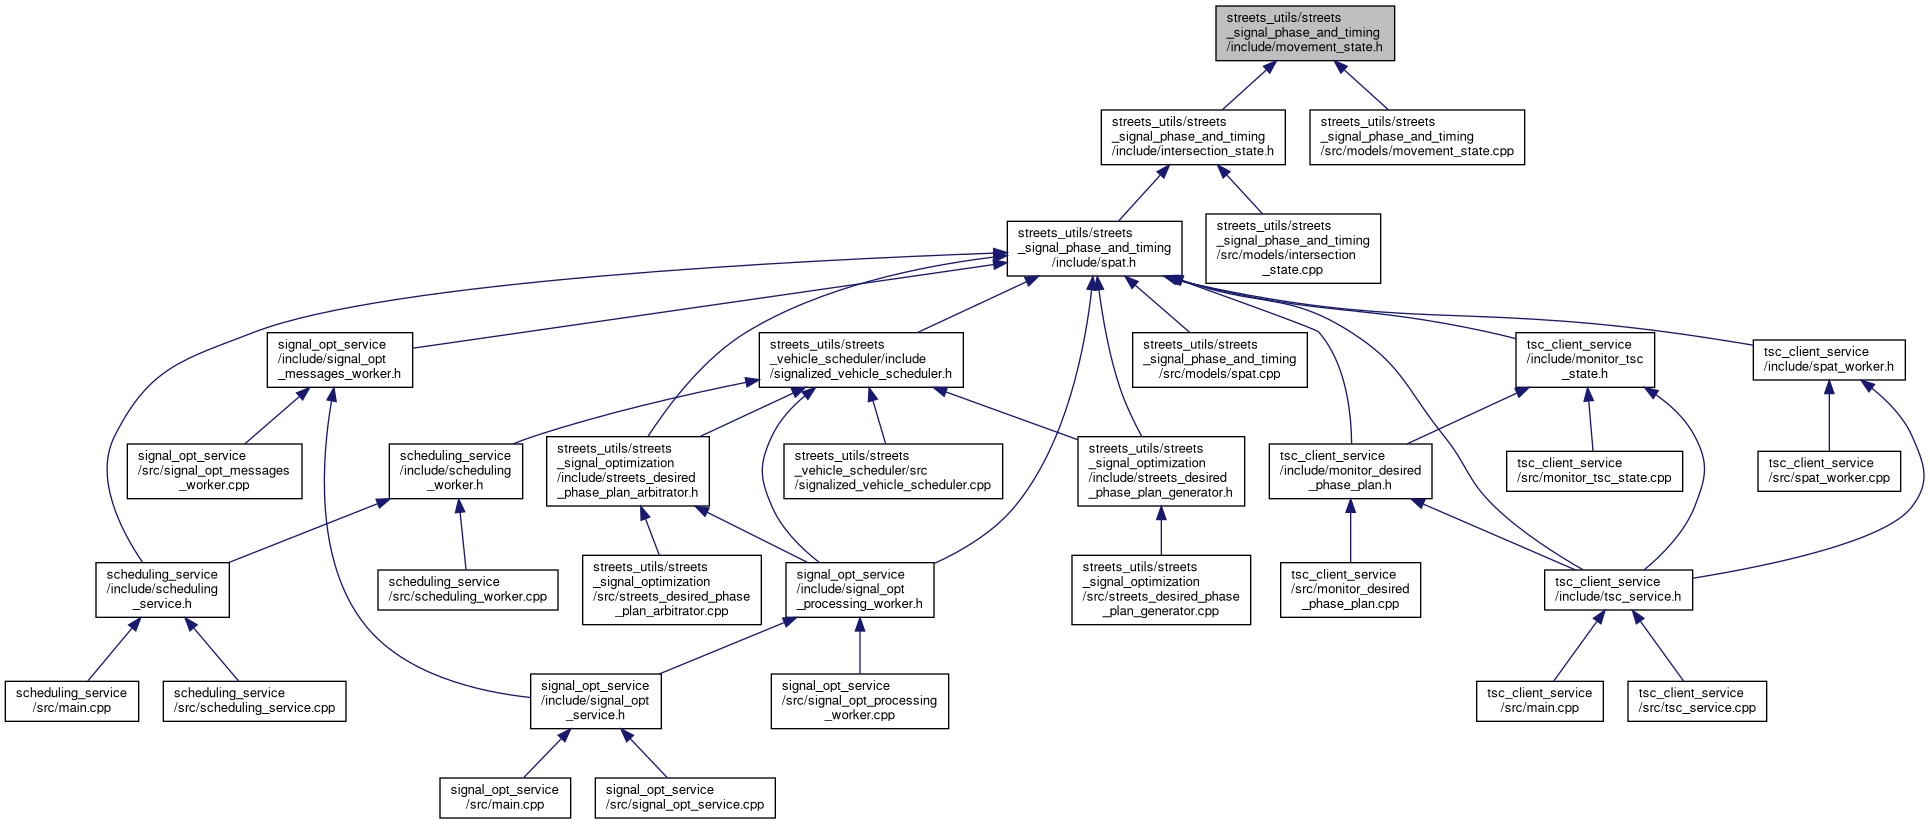 streets_utils/streets
_signal_phase_and_timing
/include/movement_state.h
streets_utils/streets
_signal_phase_and_timing
/include/intersection_state.h
streets_utils/streets
_signal_phase_and_timing
/src/models/movement_state.cpp
streets_utils/streets
_signal_phase_and_timing
/include/spat.h
streets_utils/streets
_signal_phase_and_timing
/src/models/intersection
_state.cpp
signal_opt_service
/include/signal_opt
_messages_worker.h
streets_utils/streets
_vehicle_scheduler/include
/signalized_vehicle_scheduler.h
streets_utils/streets
_signal_phase_and_timing
/src/models/spat.cpp
tsc_client_service
/include/monitor_tsc
_state.h
tsc_client_service
/include/spat_worker.h
signal_opt_service
/src/signal_opt_messages
_worker.cpp
scheduling_service
/include/scheduling
_worker.h
streets_utils/streets
_signal_optimization
/include/streets_desired
_phase_plan_arbitrator.h
streets_utils/streets
_vehicle_scheduler/src
/signalized_vehicle_scheduler.cpp
streets_utils/streets
_signal_optimization
/include/streets_desired
_phase_plan_generator.h
tsc_client_service
/include/monitor_desired
_phase_plan.h
tsc_client_service
/src/monitor_tsc_state.cpp
tsc_client_service
/src/spat_worker.cpp
scheduling_service
/include/scheduling
_service.h
scheduling_service
/src/scheduling_worker.cpp
streets_utils/streets
_signal_optimization
/src/streets_desired_phase
_plan_arbitrator.cpp
signal_opt_service
/include/signal_opt
_processing_worker.h
streets_utils/streets
_signal_optimization
/src/streets_desired_phase
_plan_generator.cpp
tsc_client_service
/src/monitor_desired
_phase_plan.cpp
tsc_client_service
/include/tsc_service.h
scheduling_service
/src/main.cpp
scheduling_service
/src/scheduling_service.cpp
signal_opt_service
/include/signal_opt
_service.h
signal_opt_service
/src/signal_opt_processing
_worker.cpp
tsc_client_service
/src/main.cpp
tsc_client_service
/src/tsc_service.cpp
signal_opt_service
/src/main.cpp
signal_opt_service
/src/signal_opt_service.cpp